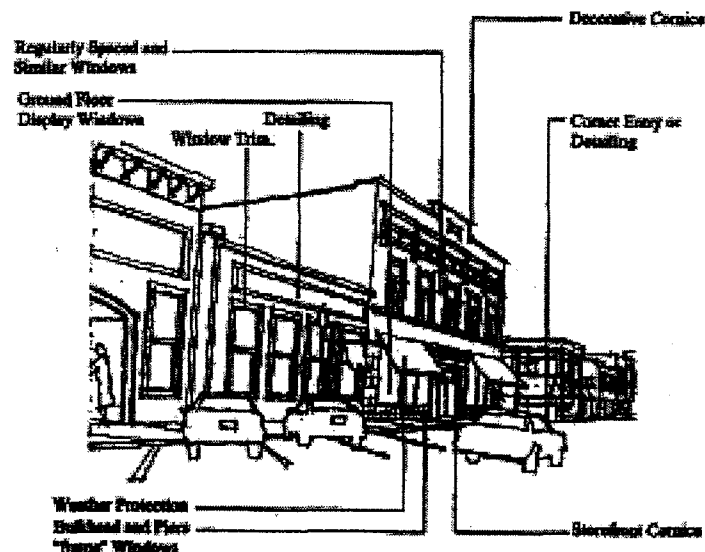 Decorative Cornice
Regularly Spaced and
Similar Windows
Ground Floor
Display Windows
Detailing
Window Trim
Corner Entry or
Detailing
Weather Protection
Bulkhead and Piers
"frame" Windows
Storefront Cornice